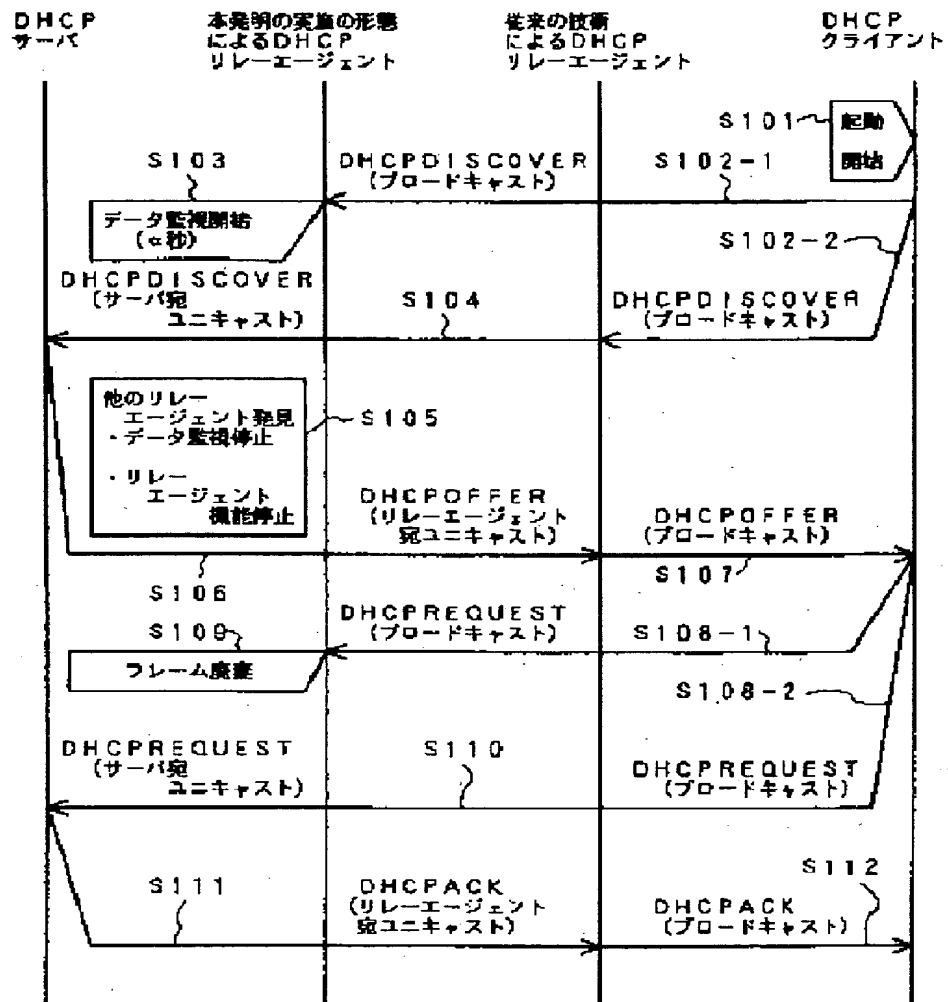 DHCP
サーバ
本発明の実施の形態
によるDHCP
リレーエージェント
従来の技術
によるDHCP
リレーエージェント
DHCP
クライアント
S101
起動
開始
S103
DHCPDISCOVER
(ブロードキャスト)
S102-1
データ監視開始
(α秒)
S102-2
DHCPDISCOVER
(サーバ宛
ユニキャスト)
S104
DHCPDISCOVER
(ブロードキャスト)
他のリレー
エージェント発見
・データ監視停止
・リレー
エージェント
機能停止
S105
DHCPOFFER
(リレーエージェント
宛ユニキャスト)
DHCPOFFER
(ブロードキャスト)
S106
S107
S109
DHCPREQUEST
(ブロードキャスト)
S108-1
フレーム廃棄
S108-2
DHCPREQUEST
(サーバ宛
ユニキャスト)
S110
DHCPREQUEST
(ブロードキャスト)
S111
DHCPACK
(リレーエージェント
宛ユニキャスト)
DHCPACK
(ブロードキャスト)
S112